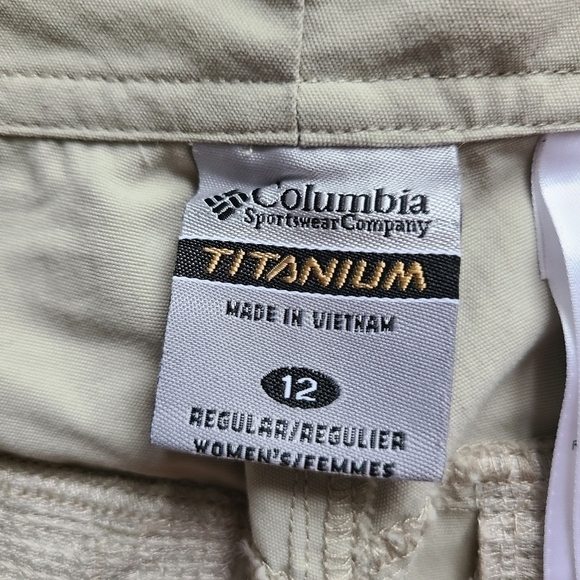 Columbia
Sportswear Company
TITANIUM
MADE IN VIETNAM
12
REGULAR/REGULIER
WOMEN'S/FEMMES